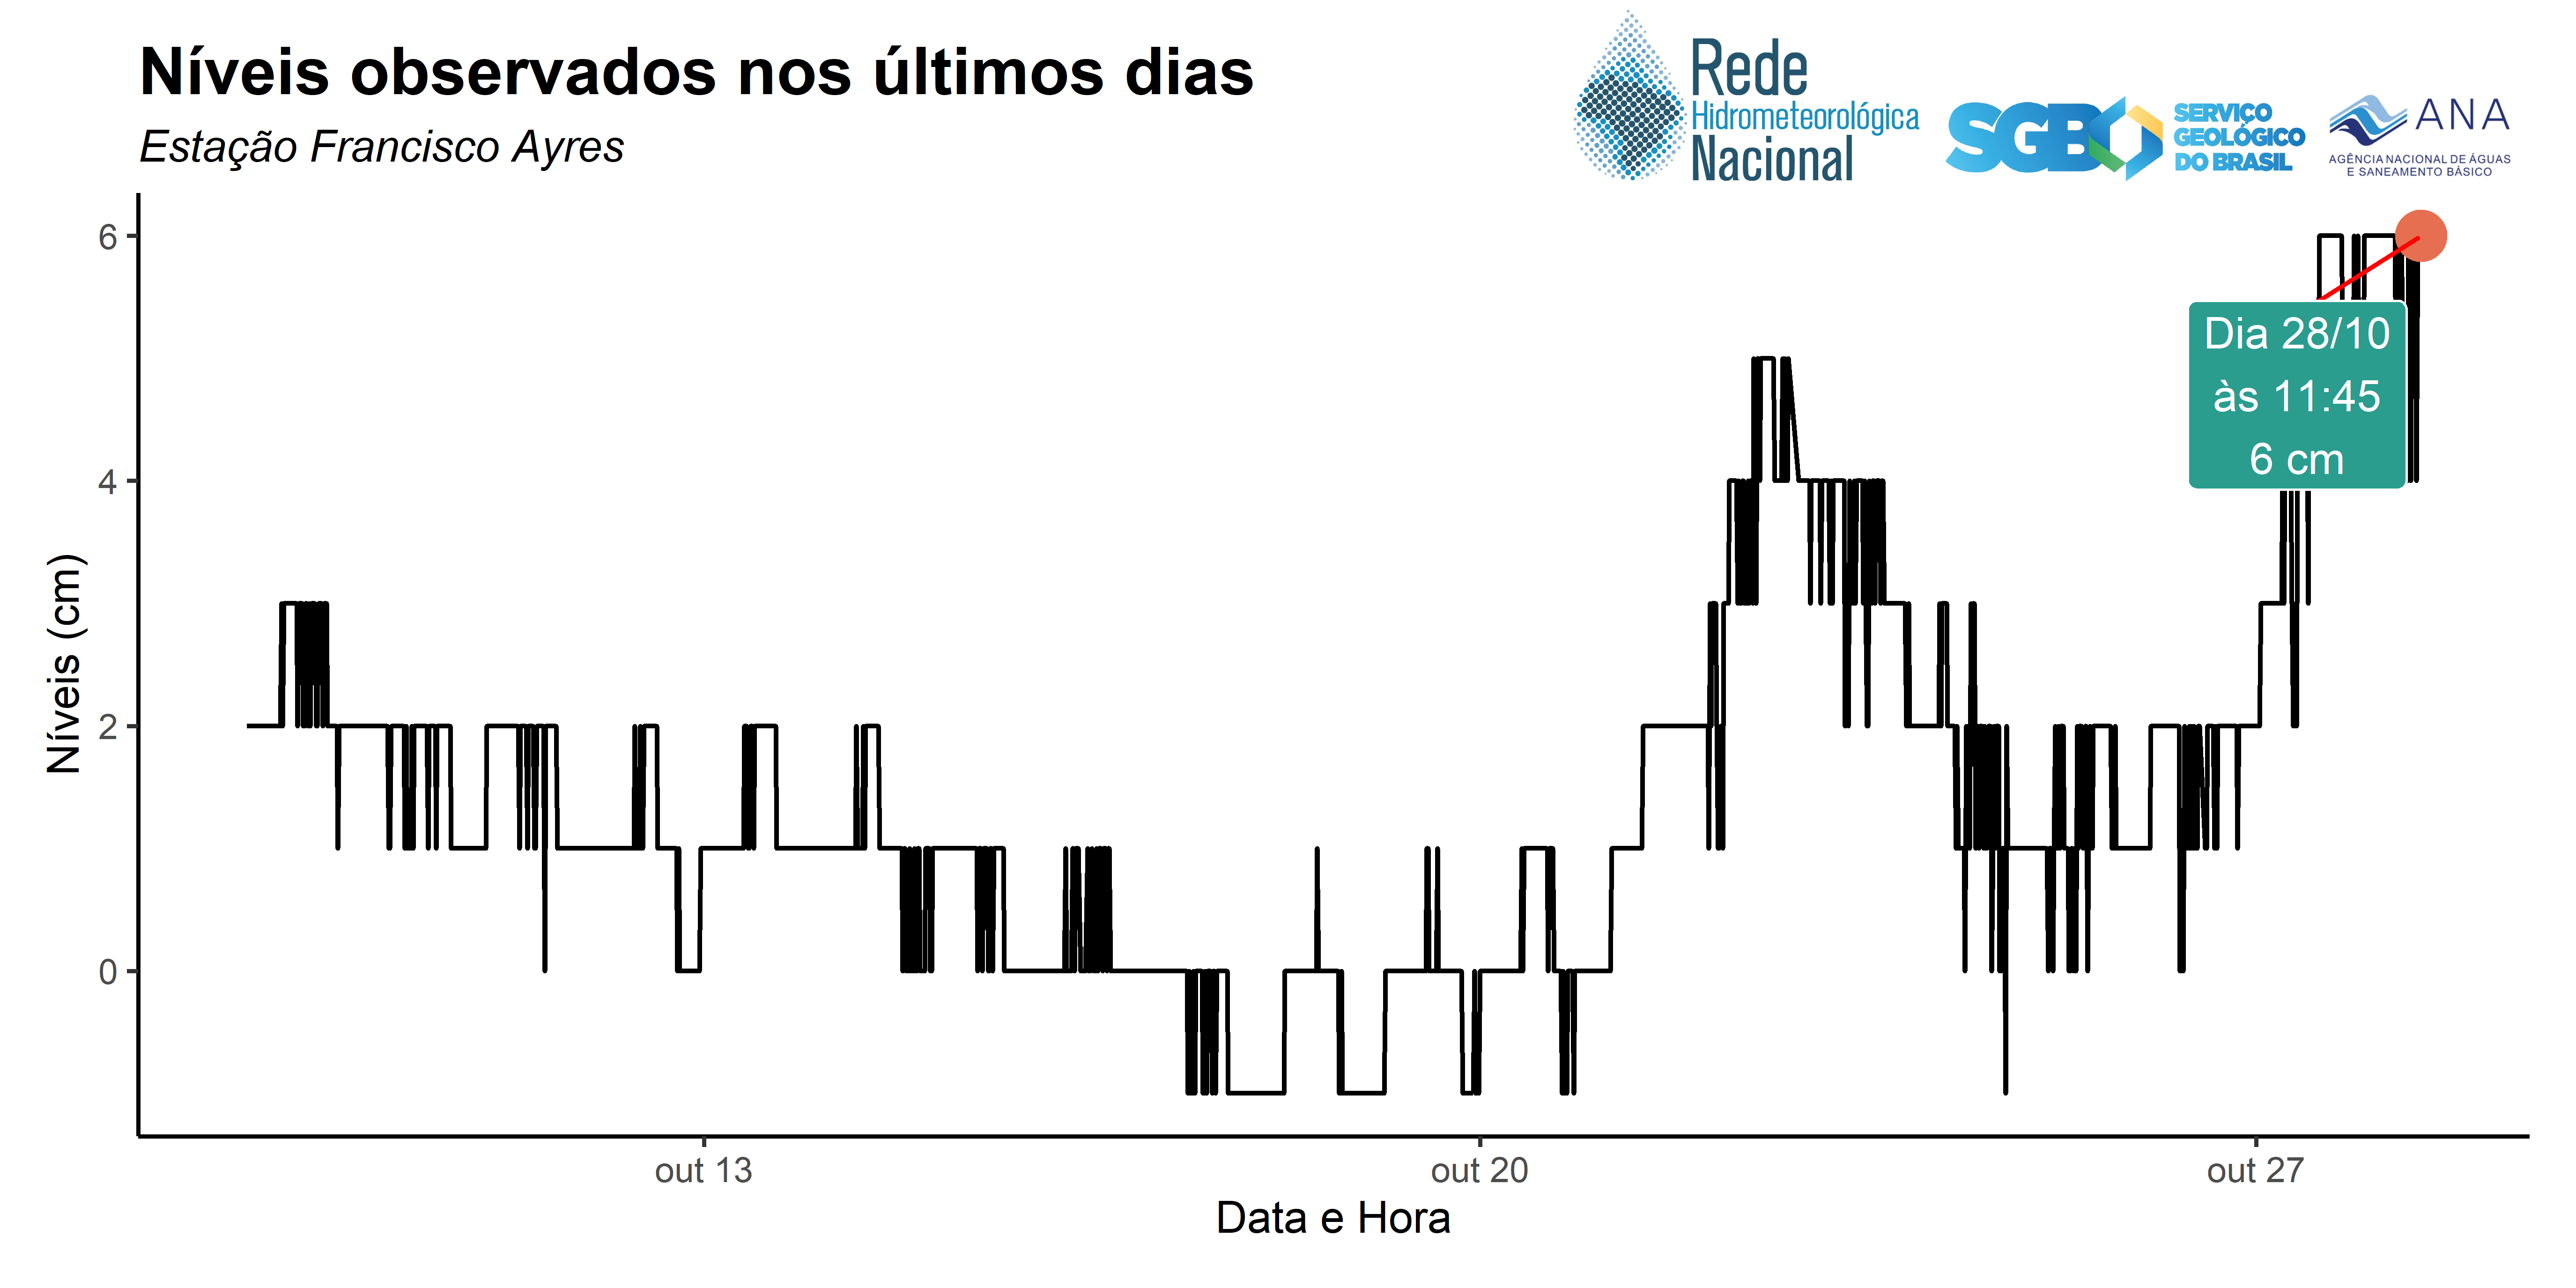 Níveis observados nos últimos dias
Estação Francisco Ayres
Rede
Hidrometeorológica
Nacional
SGB
SERVIÇO
GEOLÓGICO
DO BRASIL
ANA
AGÊNCIA NACIONAL DE ÁGUAS
E SANEAMENTO BÁSICO
Níveis (cm)
6
4
2
0
Dia 28/10
às 11:45
6 cm
out 13
out 20
out 27
Data e Hora